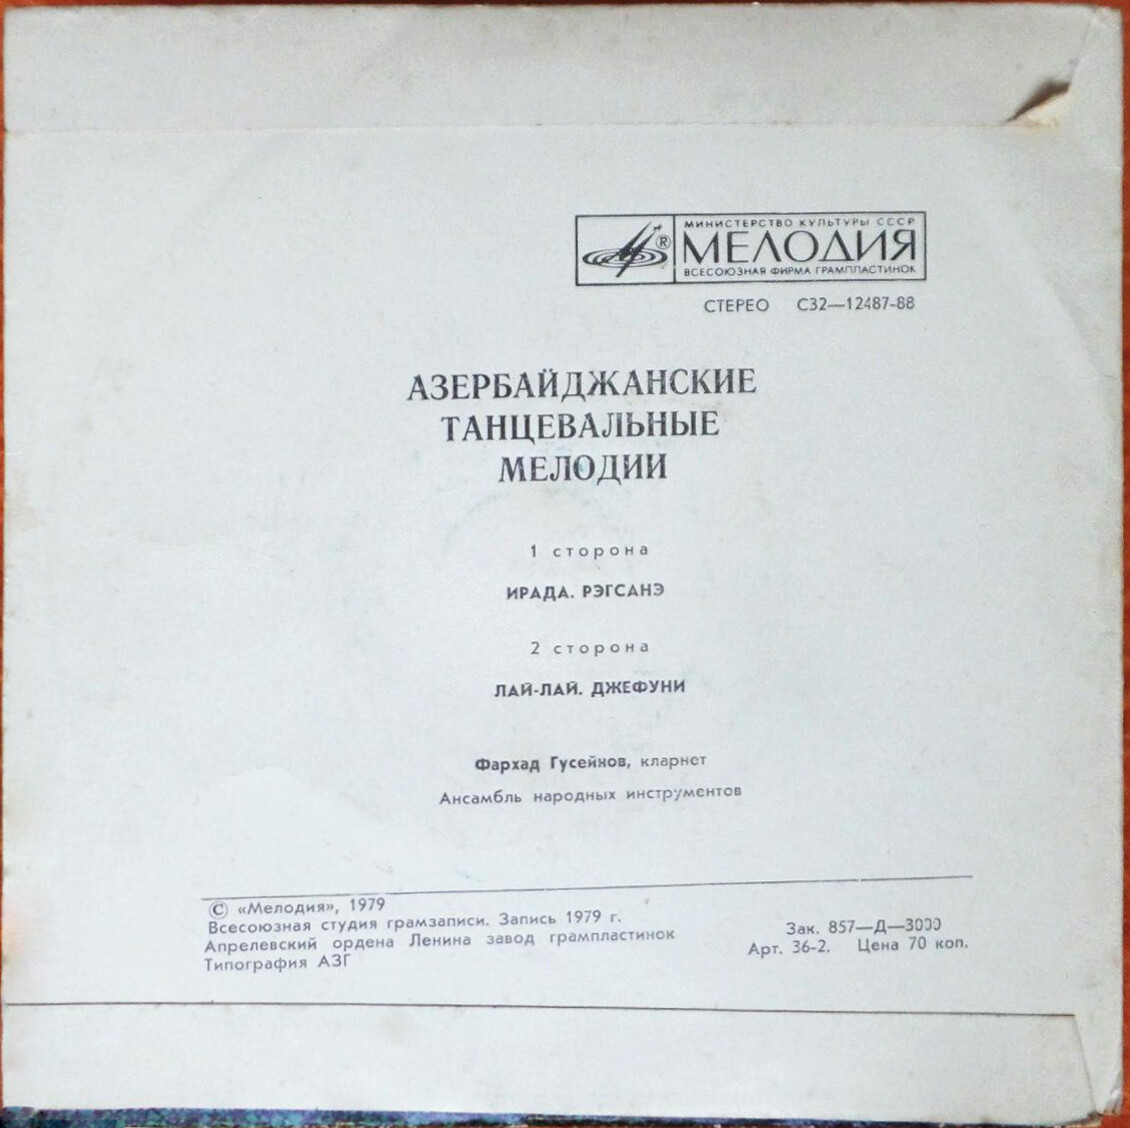 МИНИСТЕРСТВО КУЛЬТУРЫ СССР
®
МЕЛОДИЯ
ВСЕСОЮЗНАЯ ФИРМА ГРАМПЛАСТИНОК
СТЕРЕО С32—12487-88
АЗЕРБАЙДЖАНСКИЕ
ТАНЦЕВАЛЬНЫЕ
МЕЛОДИИ
1 сторона
ИРАДА. РЭГСАНЭ
2 сторона
ЛАЙ-ЛАЙ. ДЖЕФУНИ
Фархад Гусейнов, кларнет
Ансамбль народных инструментов
© «Мелодия», 1979
Всесоюзная студия грамзаписи. Запись 1979 г.
Апрелевский ордена Ленина завод грампластинок
Типография АЗГ
Зак. 857—Д—3000
Арт. 36-2. Цена 70 коп.